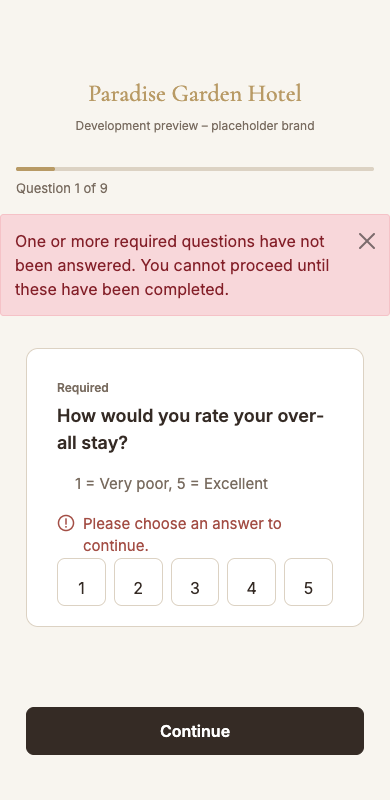 Paradise Garden Hotel
Development preview – placeholder brand
Question 1 of 9
One or more required questions have not
been answered. You cannot proceed until
these have been completed.
Required
How would you rate your over-
all stay?
1 = Very poor, 5 = Excellent
Please choose an answer to
continue.
1 2 3 4 5
Continue